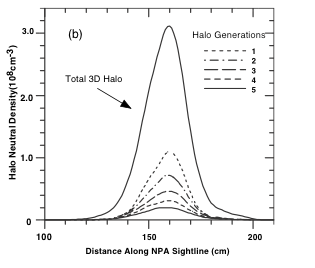 (b)
Halo Generations
1
2
3
4
5
Total 3D Halo
Halo Neutral Density(10⁸cm⁻³)
3.0
2.0
1.0
0
100
150
200
Distance Along NPA Sightline (cm)